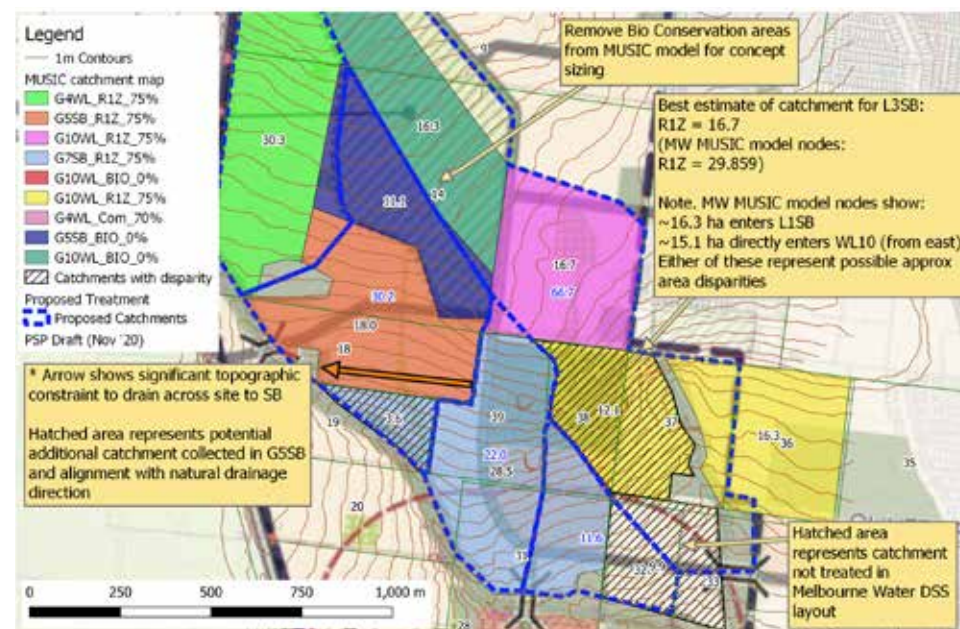 Legend
1m Contours
MUSIC catchment map
G4WL_R1Z_75%
G5SB_R1Z_75%
G10WL_R1Z_75%
G7SB_R1Z_75%
G10WL_BIO_0%
G10WL_R1Z_75%
G4WL_Com_70%
G5SB_BIO_0%
G10WL_BIO_0%
Catchments with disparity
Proposed Treatment
Proposed Catchments
PSP Draft (Nov '20)
Remove Bio Conservation areas
from MUSIC model for concept
sizing
Best estimate of catchment for L3SB:
R1Z = 16.7
(MW MUSIC model nodes:
R1Z = 29.859)
Note. MW MUSIC model nodes show:
~16.3 ha enters L1SB
~15.1 ha directly enters WL10 (from east)
Either of these represent possible approx
area disparities
* Arrow shows significant topographic
constraint to drain across site to SB
Hatched area represents potential
additional catchment collected in G5SB
and alignment with natural drainage
direction
Hatched area
represents catchment
not treated in
Melbourne Water DSS
layout
9
30.3
16.3
14
11.1
16.7
66.7
30.2
18.0
18
19
20
39
22.0
28.5
38
12.1
37
16.3
36
35
11.6
33
33
28
0
250
500
750
1,000 m